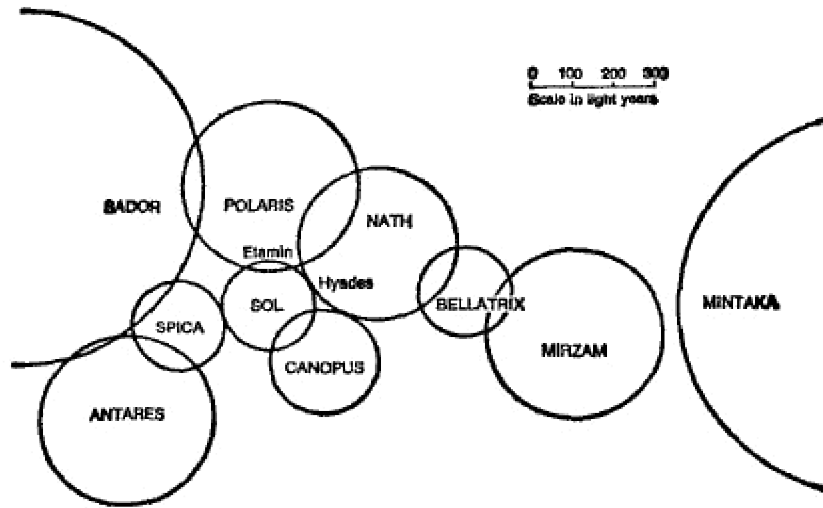 0 100 200 300
Scale in light years
SADOR
POLARIS
NATH
Etamin
Hyades
SOL
SPICA
BELLATRIX
MINTAKA
CANOPUS
MIRZAM
ANTARES